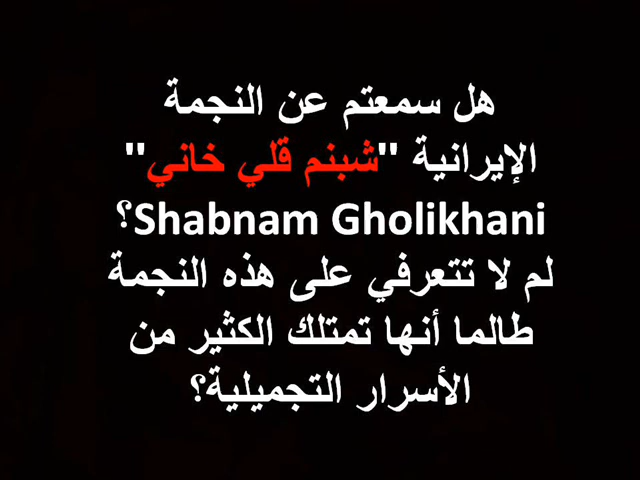 هل سمعتم عن النجمة
الإيرانية "شبنم قلي خاني"
Shabnam Gholikhani؟
لم لا تتعرفي على هذه النجمة
طالما أنها تمتلك الكثير من
الأسرار التجميلية؟